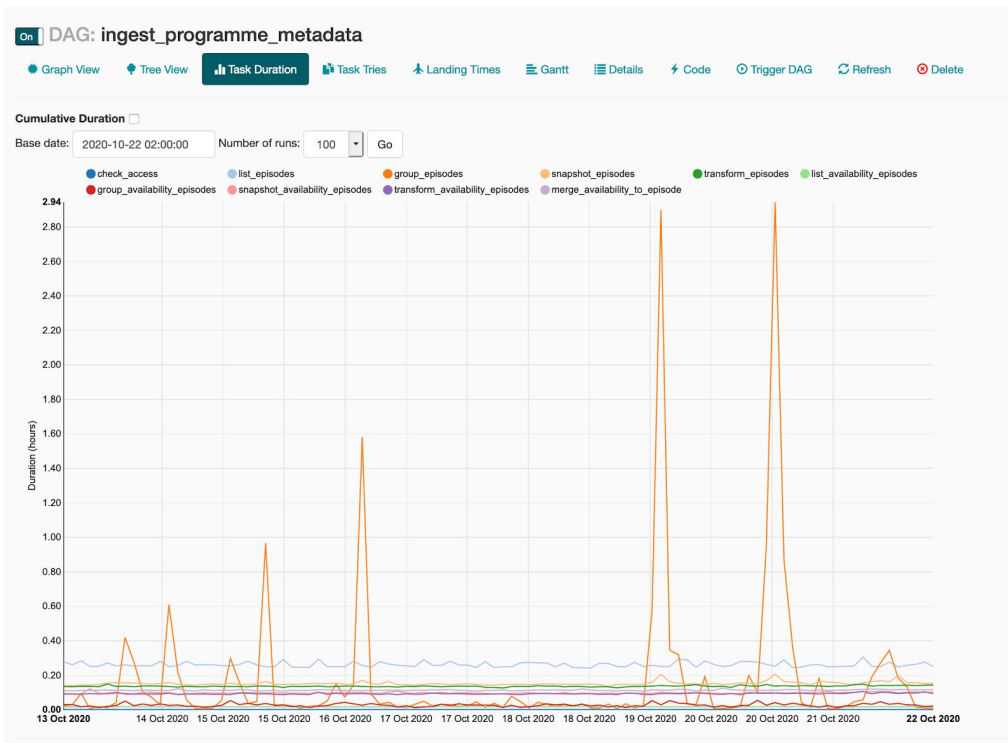 On DAG: ingest_programme_metadata
Graph View Tree View Task Duration Task Tries Landing Times Gantt Details Code Trigger DAG Refresh Delete
Cumulative Duration
Base date: 2020-10-22 02:00:00 Number of runs: 100 Go
check_access list_episodes group_episodes snapshot_episodes transform_episodes list_availability_episodes
group_availability_episodes snapshot_availability_episodes transform_availability_episodes merge_availability_to_episode
2.94
2.80
2.60
2.40
2.20
2.00
1.80
1.60
1.40
1.20
1.00
0.80
0.60
0.40
0.20
0.00
Duration (hours)
13 Oct 2020 14 Oct 2020 15 Oct 2020 15 Oct 2020 16 Oct 2020 17 Oct 2020 17 Oct 2020 18 Oct 2020 18 Oct 2020 19 Oct 2020 20 Oct 2020 20 Oct 2020 21 Oct 2020 22 Oct 2020